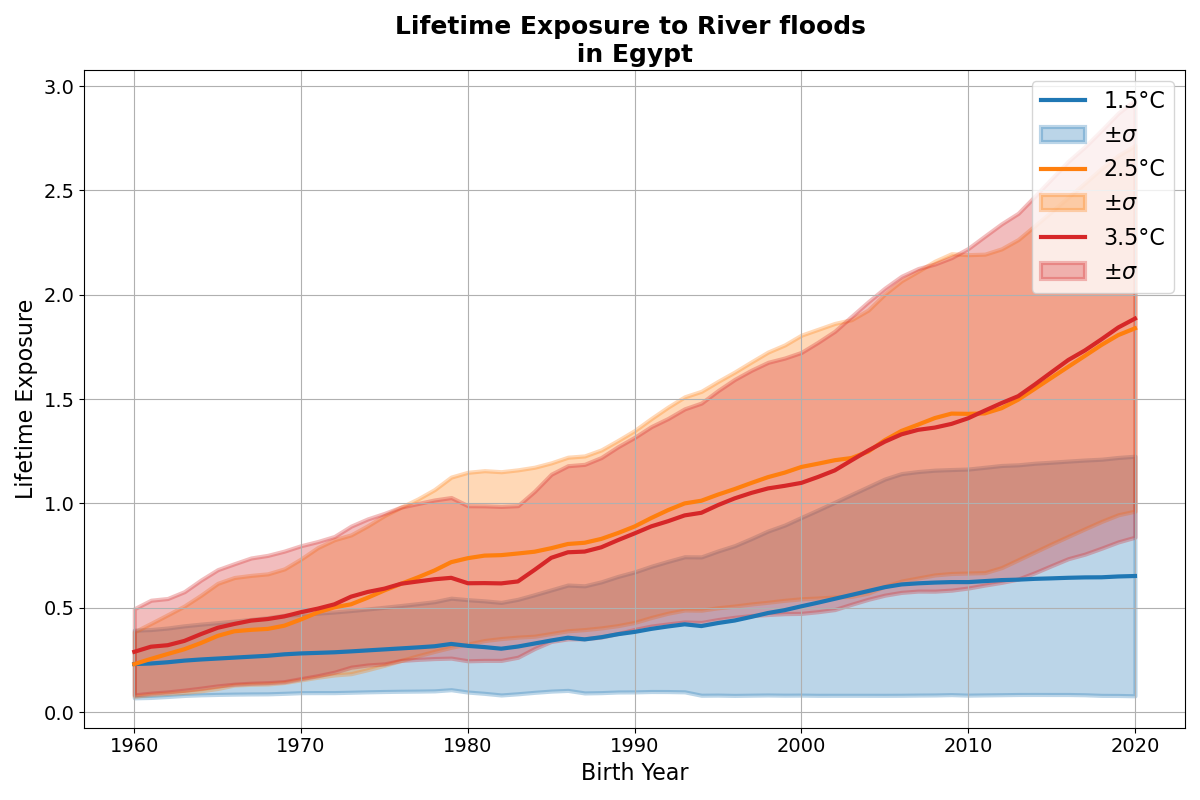 Lifetime Exposure to River floods
in Egypt
3.0
2.5
2.0
1.5
1.0
0.5
0.0
Lifetime Exposure
1960
1970
1980
1990
2000
2010
2020
Birth Year
1.5°C
±σ
2.5°C
±σ
3.5°C
±σ